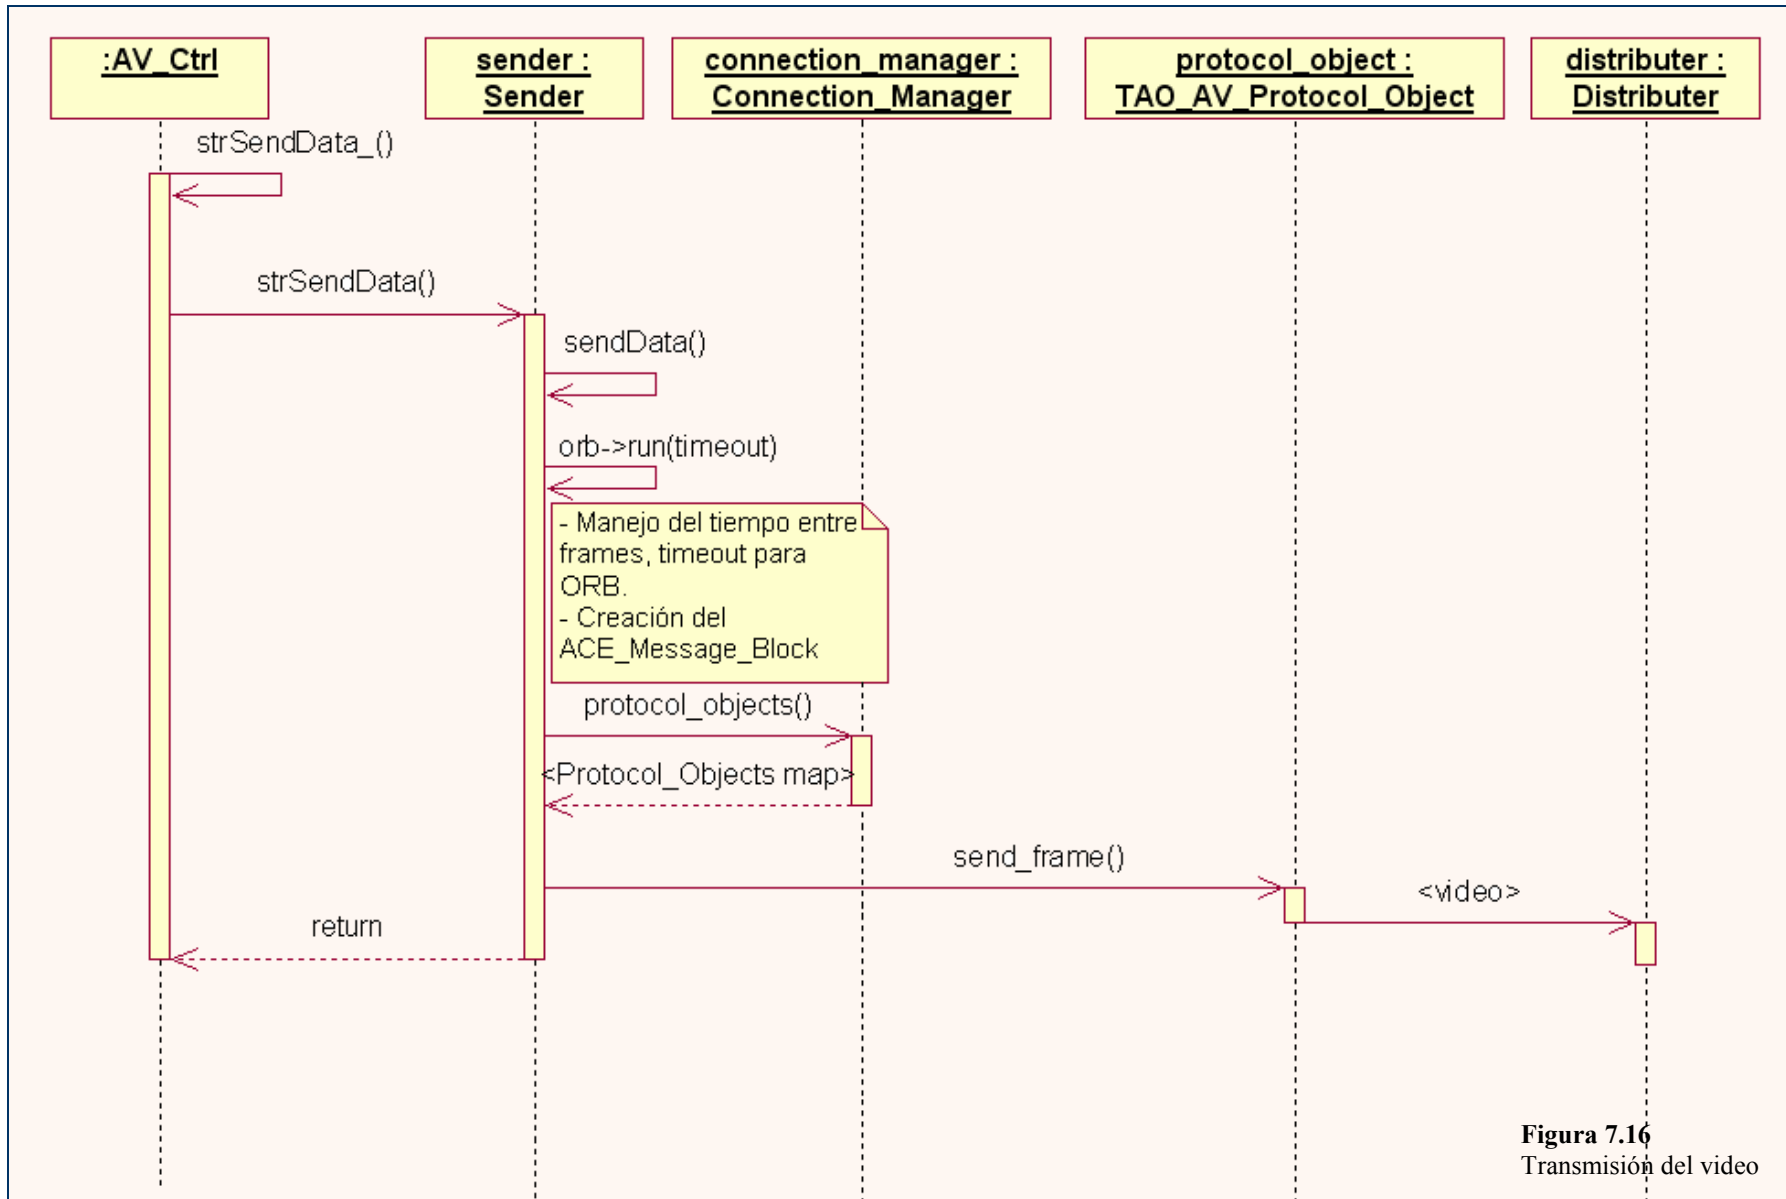 :AV_Ctrl
sender :
Sender
connection_manager :
Connection_Manager
protocol_object :
TAO_AV_Protocol_Object
distributer :
Distributer
strSendData_()
strSendData()
sendData()
orb->run(timeout)
- Manejo del tiempo entre
frames, timeout para
ORB.
- Creación del
ACE_Message_Block
protocol_objects()
<Protocol_Objects map>
send_frame()
<video>
return
Figura 7.16
Transmisión del video